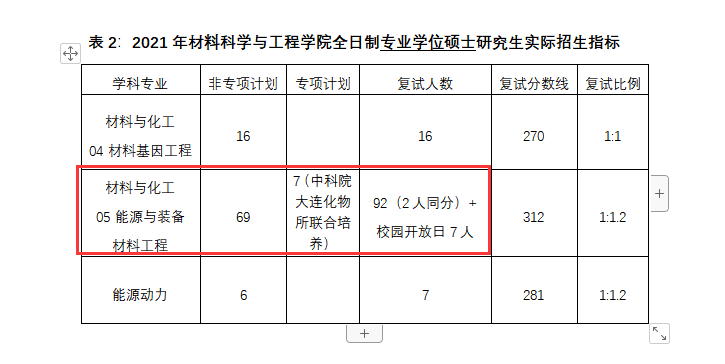 表 2：2021 年材料科学与工程学院全日制专业学位硕士研究生实际招生指标
学科专业 非专项计划 专项计划 复试人数 复试分数线 复试比例
材料与化工
04 材料基因工程 16 16 270 1:1
材料与化工
05 能源与装备
材料工程 69 7（中科院
大连化物
所联合培
养） 92（2 人同分）+
校园开放日 7 人 312 1:1.2
能源动力 6 7 281 1:1.2